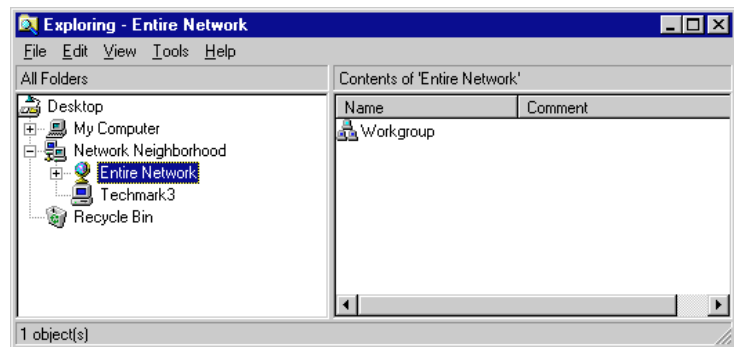 Exploring - Entire Network
File Edit View Tools Help
All Folders
Contents of 'Entire Network'
Desktop
My Computer
Network Neighborhood
Entire Network
Techmark3
Recycle Bin
Name Comment
Workgroup
1 object(s)